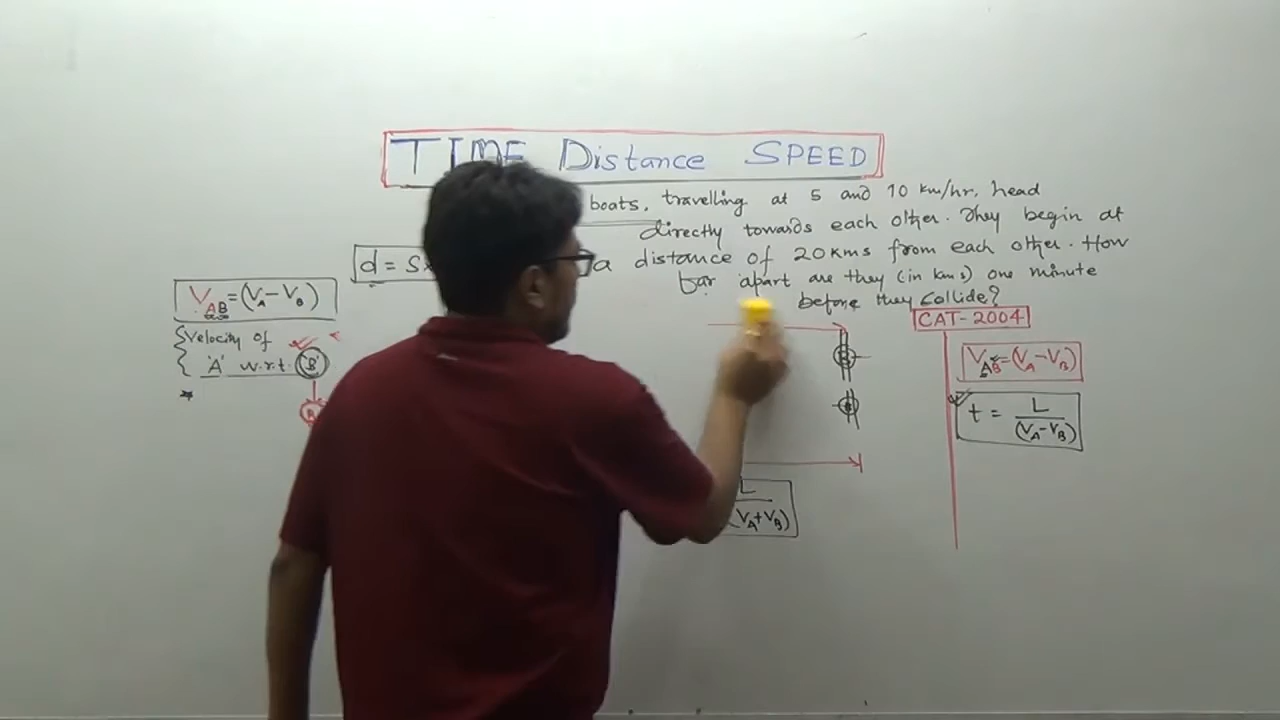 TIME Distance SPEED
boats, travelling at 5 and 10 km/hr, head
directly towards each other. They begin at
a distance of 20 kms from each other. How
far apart are they (in kms) one minute
before they collide?
CAT-2004
d = S
V_AB = (V_A - V_B)
Velocity of
'A' w.r.t. 'B'
V_AB = (V_A - V_B)
t = L / (V_A - V_B)
L / (V_A + V_B)